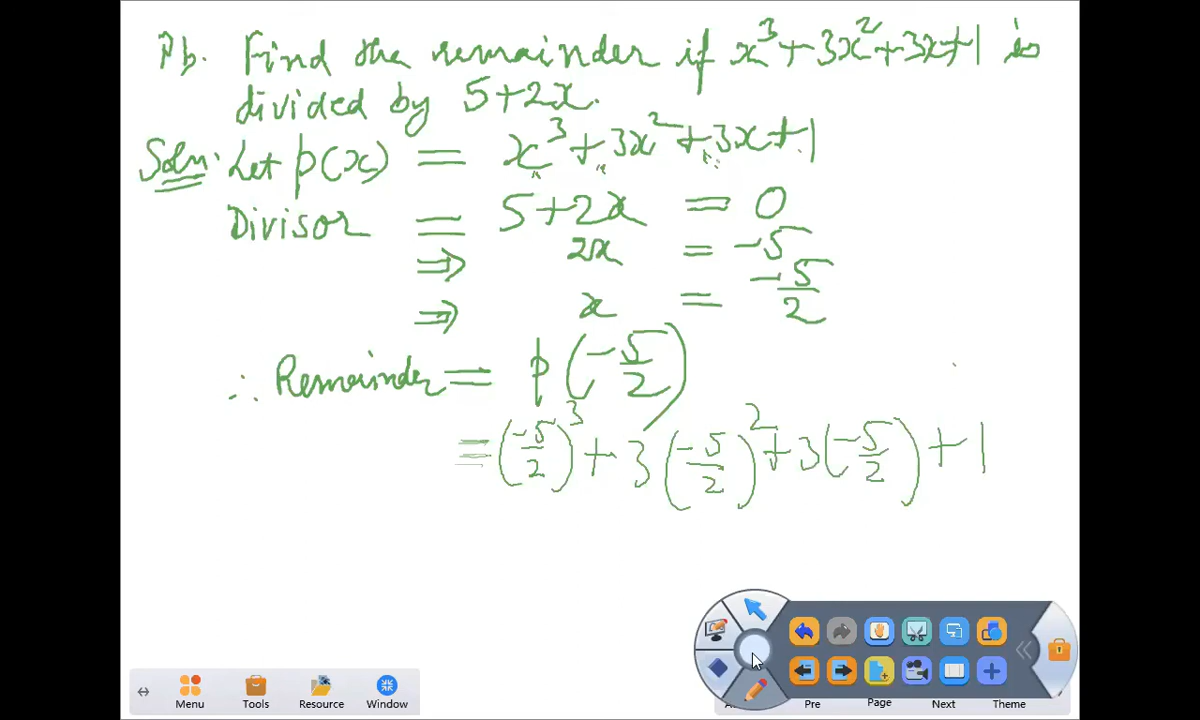 Pb. Find the remainder if x³+3x²+3x+1 is
divided by 5+2x.
Soln: Let p(x) = x³+3x²+3x+1
Divisor = 5+2x = 0
⇒ 2x = -5
⇒ x = -5/2
∴ Remainder = p(-5/2)
= (-5/2)³ + 3(-5/2)² + 3(-5/2) + 1
Menu Tools Resource Window Pre Page Next Theme